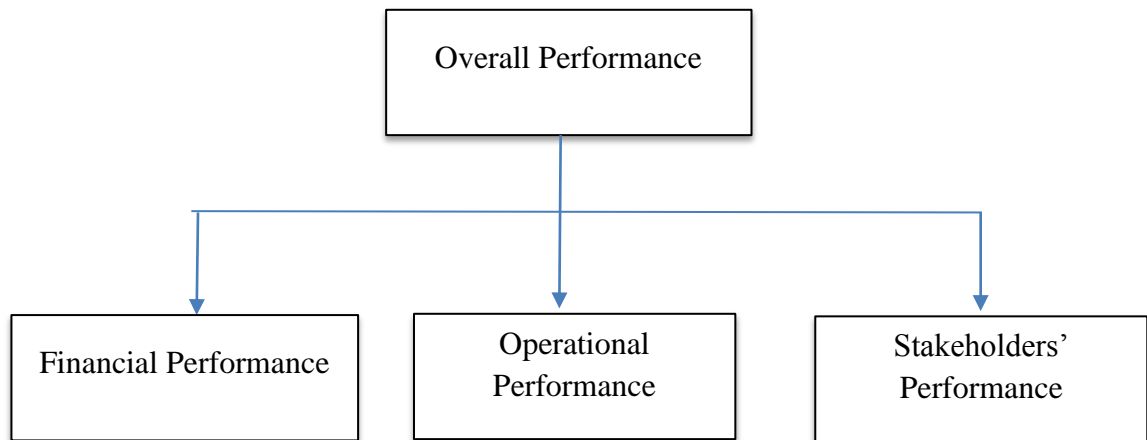 Overall Performance
Financial Performance
Operational
Performance
Stakeholders’
Performance